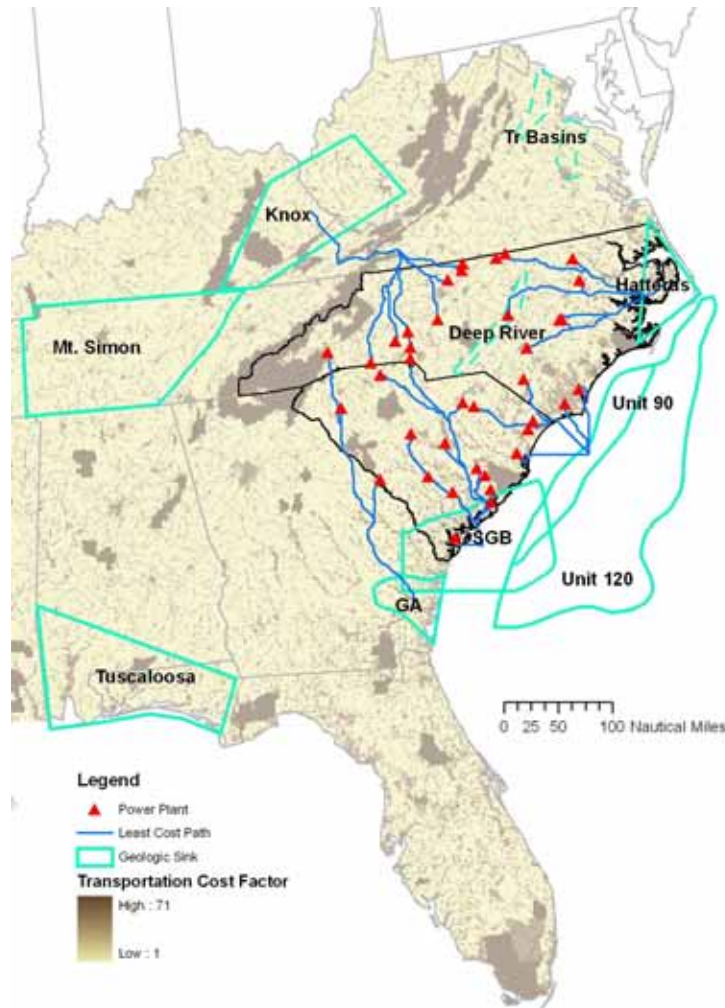 Tr Basins
Knox
Hatteras
Deep River
Mt. Simon
Unit 90
SGB
Unit 120
GA
Tuscaloosa
0 25 50 100 Nautical Miles
Legend
Power Plant
Least Cost Path
Geologic Sink
Transportation Cost Factor
High : 71
Low : 1